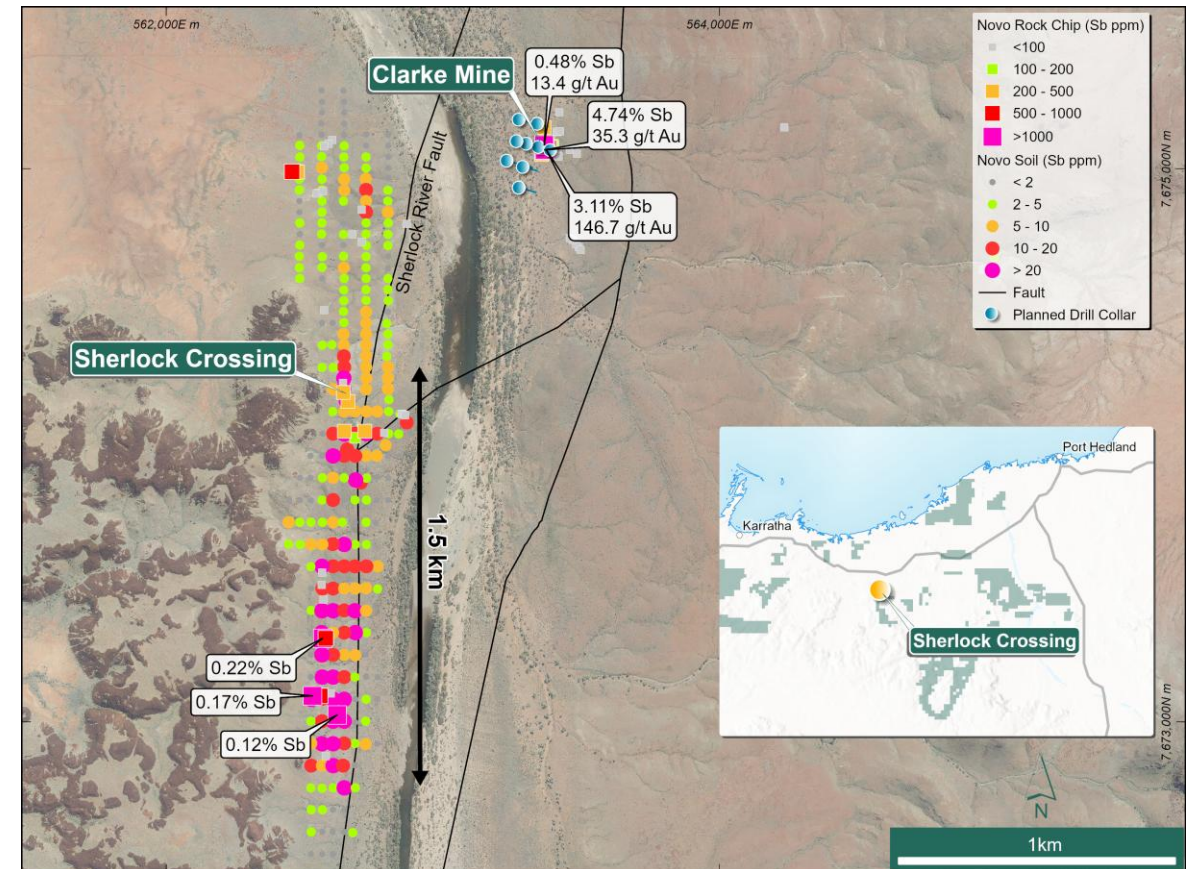 562,000E m
564,000E m
7,675,000N m
7,673,000N m
Clarke Mine
0.48% Sb
13.4 g/t Au
4.74% Sb
35.3 g/t Au
3.11% Sb
146.7 g/t Au
Sherlock River Fault
Sherlock Crossing
1.5 km
0.22% Sb
0.17% Sb
0.12% Sb
Novo Rock Chip (Sb ppm)
<100
100 - 200
200 - 500
500 - 1000
>1000
Novo Soil (Sb ppm)
< 2
2 - 5
5 - 10
10 - 20
> 20
Fault
Planned Drill Collar
Port Hedland
Karratha
Sherlock Crossing
N
1km